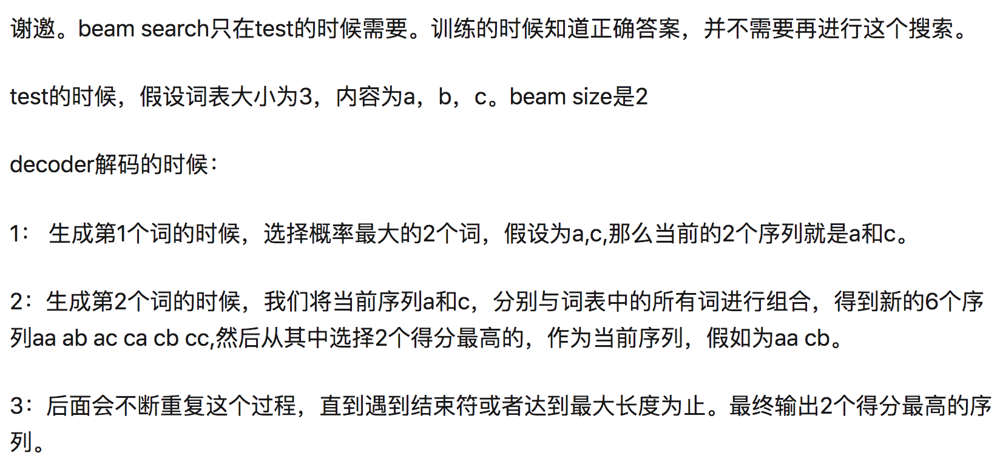 谢邀。beam search只在test的时候需要。训练的时候知道正确答案，并不需要再进行这个搜索。
test的时候，假设词表大小为3，内容为a，b，c。beam size是2
decoder解码的时候：
1： 生成第1个词的时候，选择概率最大的2个词，假设为a,c,那么当前的2个序列就是a和c。
2：生成第2个词的时候，我们将当前序列a和c，分别与词表中的所有词进行组合，得到新的6个序
列aa ab ac ca cb cc,然后从其中选择2个得分最高的，作为当前序列，假如为aa cb。
3：后面会不断重复这个过程，直到遇到结束符或者达到最大长度为止。最终输出2个得分最高的序
列。